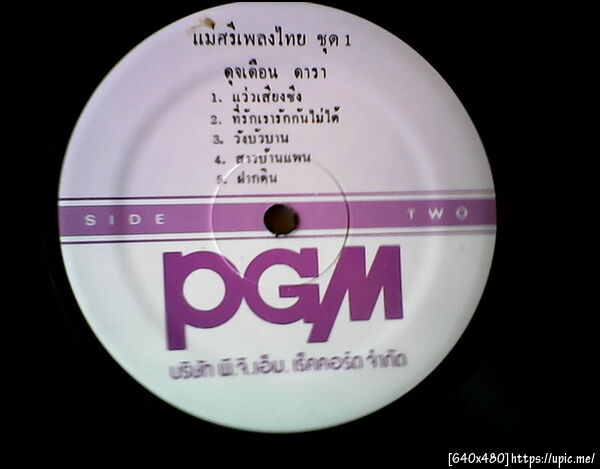 แม่ศรีเพลงไทย ชุด 1
ดุจเดือน ดารา
1. แว่วเสียงซึง
2. ที่รักเรารักกันไม่ได้
3. วังบัวบาน
4. สาวบ้านแพน
5. ฝากดิน
SIDE TWO
PGM
บริษัท พี.จี.เอ็ม. เร็คคอร์ด จำกัด
[640x480]https://upic.me/